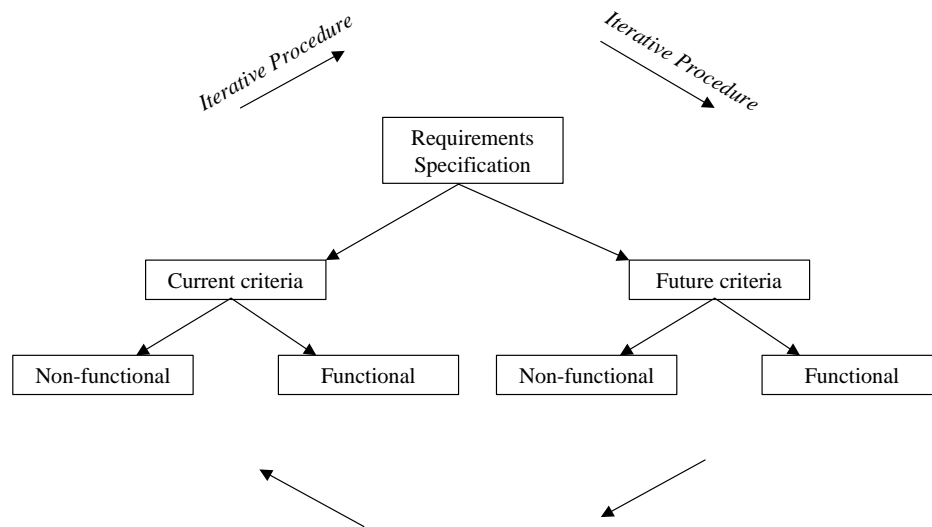 Iterative Procedure
Iterative Procedure
Requirements
Specification
Current criteria
Future criteria
Non-functional
Functional
Non-functional
Functional